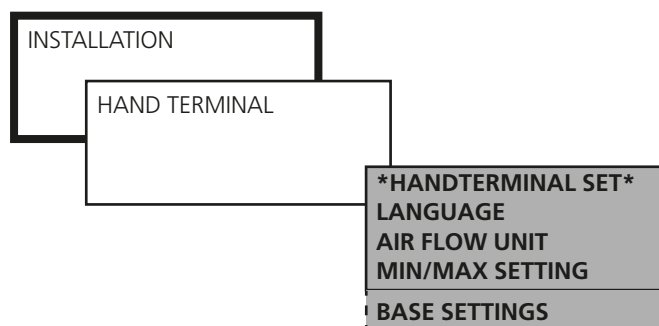 INSTALLATION
HAND TERMINAL
*HANDTERMINAL SET*
LANGUAGE
AIR FLOW UNIT
MIN/MAX SETTING
BASE SETTINGS